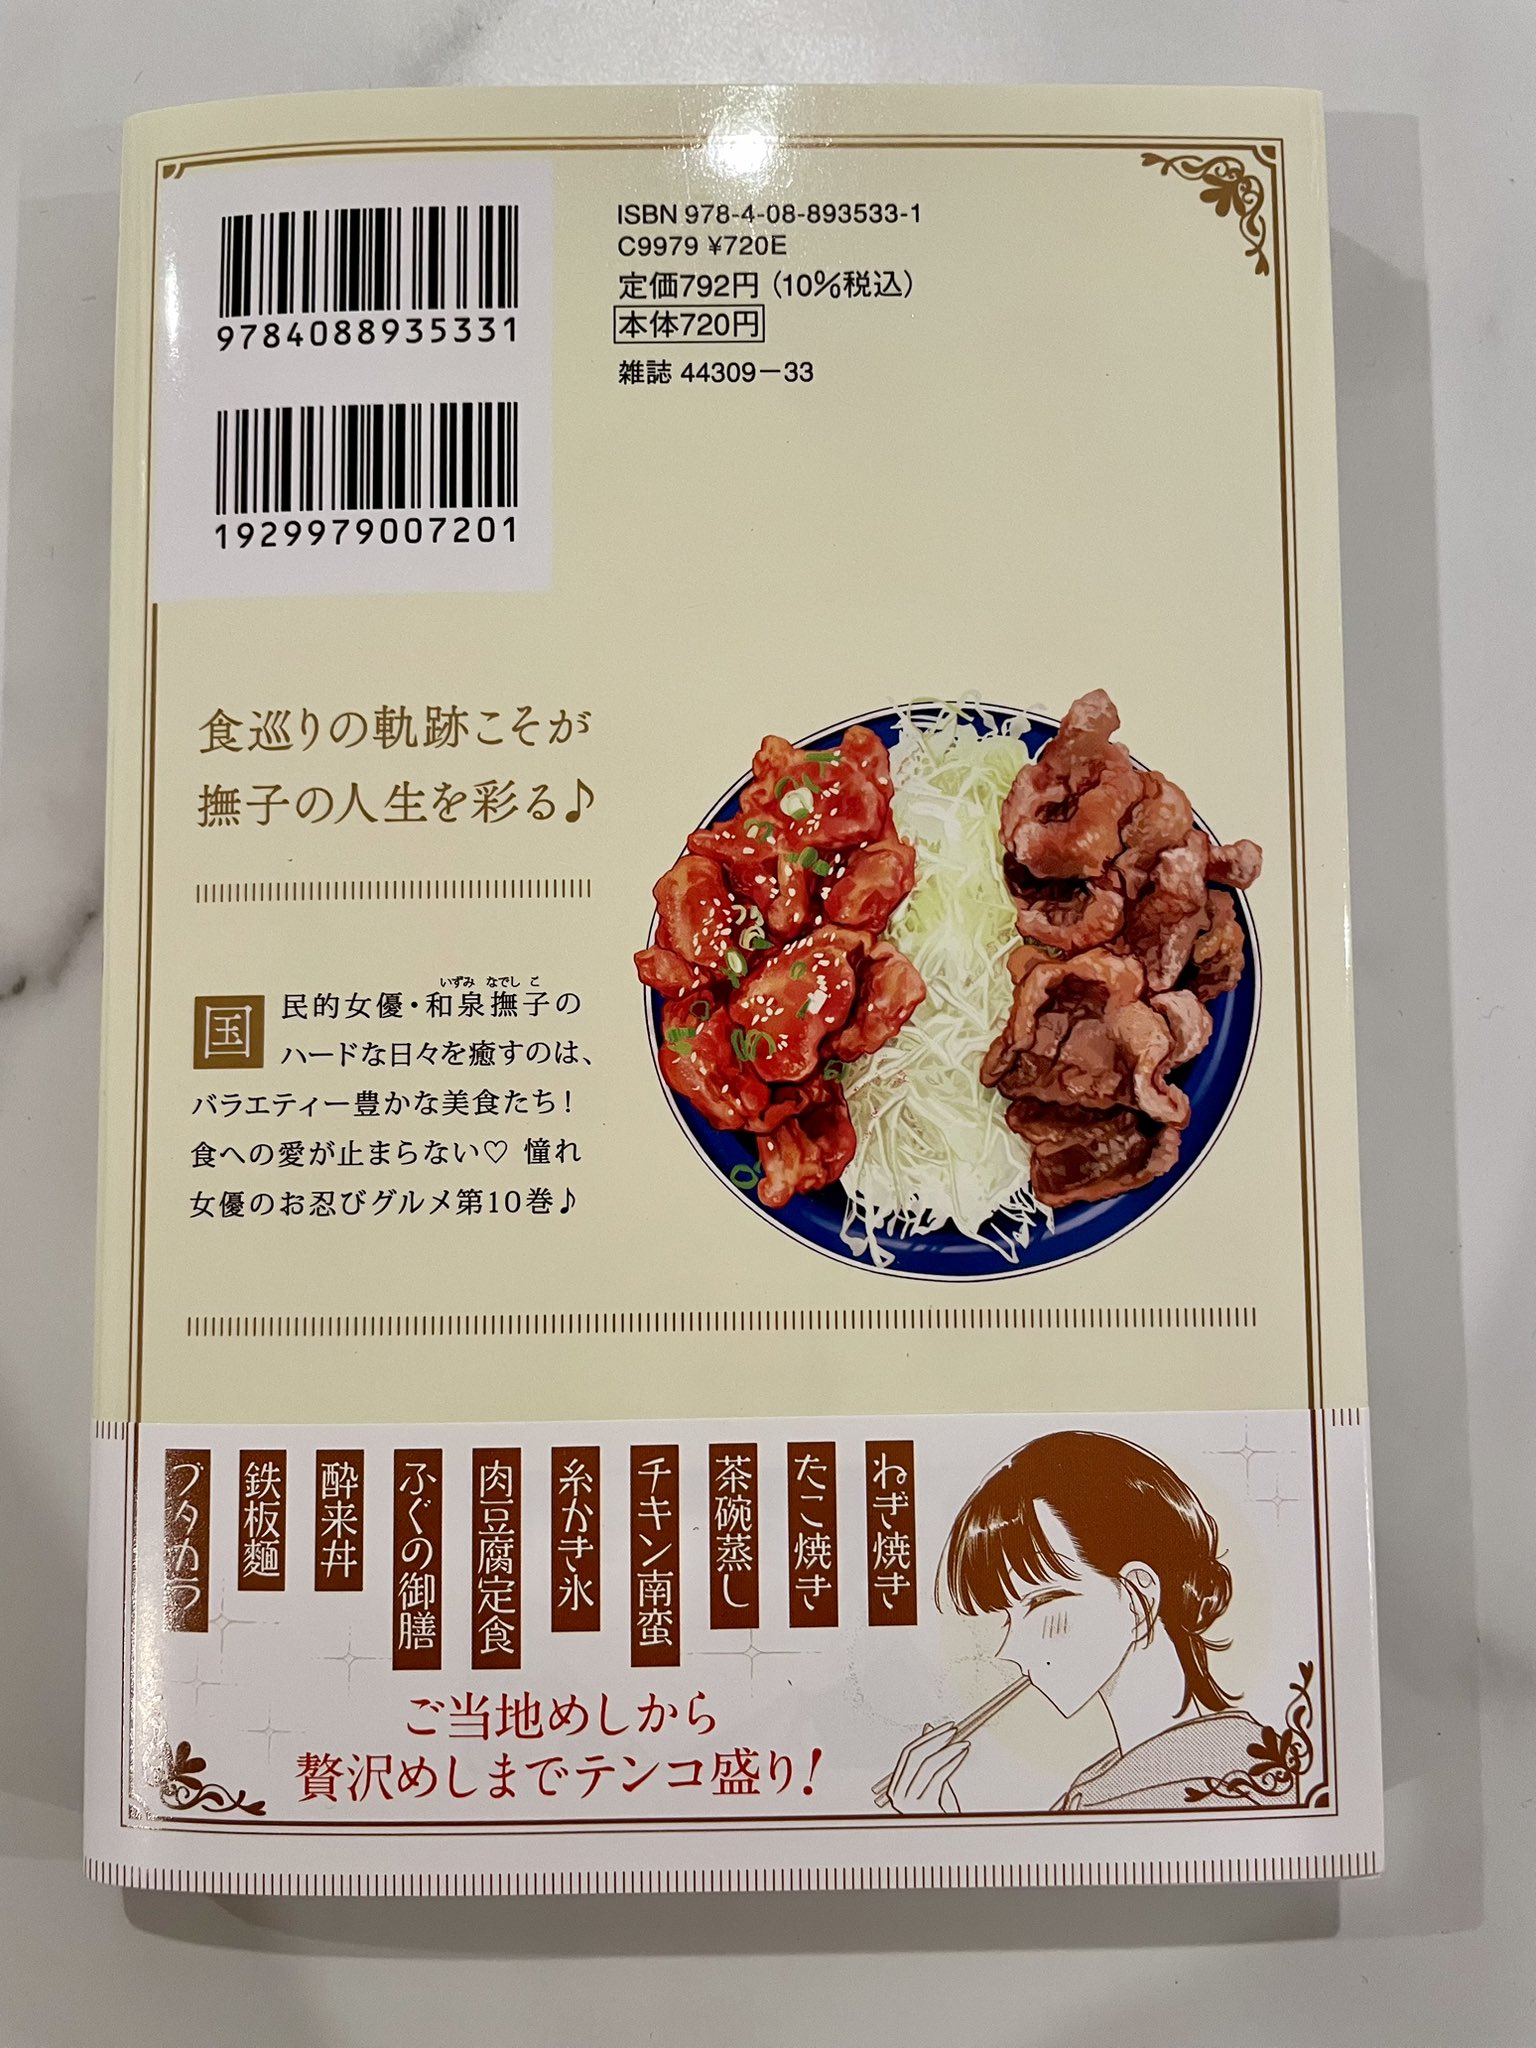 9784088935331
1929979007201
ISBN 978-4-08-893533-1
C9979 ¥720E
定価792円(10%税込)
本体720円
雑誌 44309-33
食巡りの軌跡こそが
撫子の人生を彩る♪
いずみ なでし こ
国民的女優・和泉撫子の
ハードな日々を癒すのは、
バラエティー豊かな美食たち!
食への愛が止まらない♡ 憧れ
女優のお忍びグルメ第10巻♪
ねぎ焼き
たこ焼き
茶碗蒸し
チキン南蛮
糸かき氷
肉豆腐定食
ふぐの御膳
酔来丼
鉄板麺
ブタカラ
ご当地めしから
贅沢めしまでテンコ盛り!